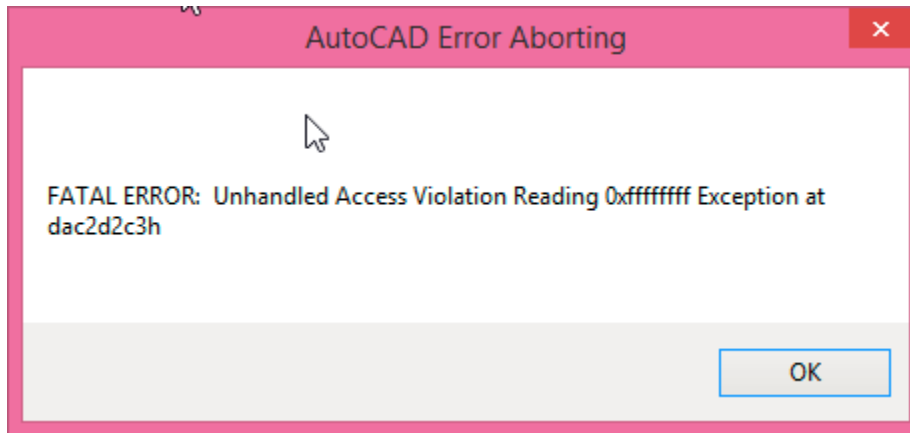 AutoCAD Error Aborting
FATAL ERROR:  Unhandled Access Violation Reading 0xffffffff Exception at
dac2d2c3h
OK